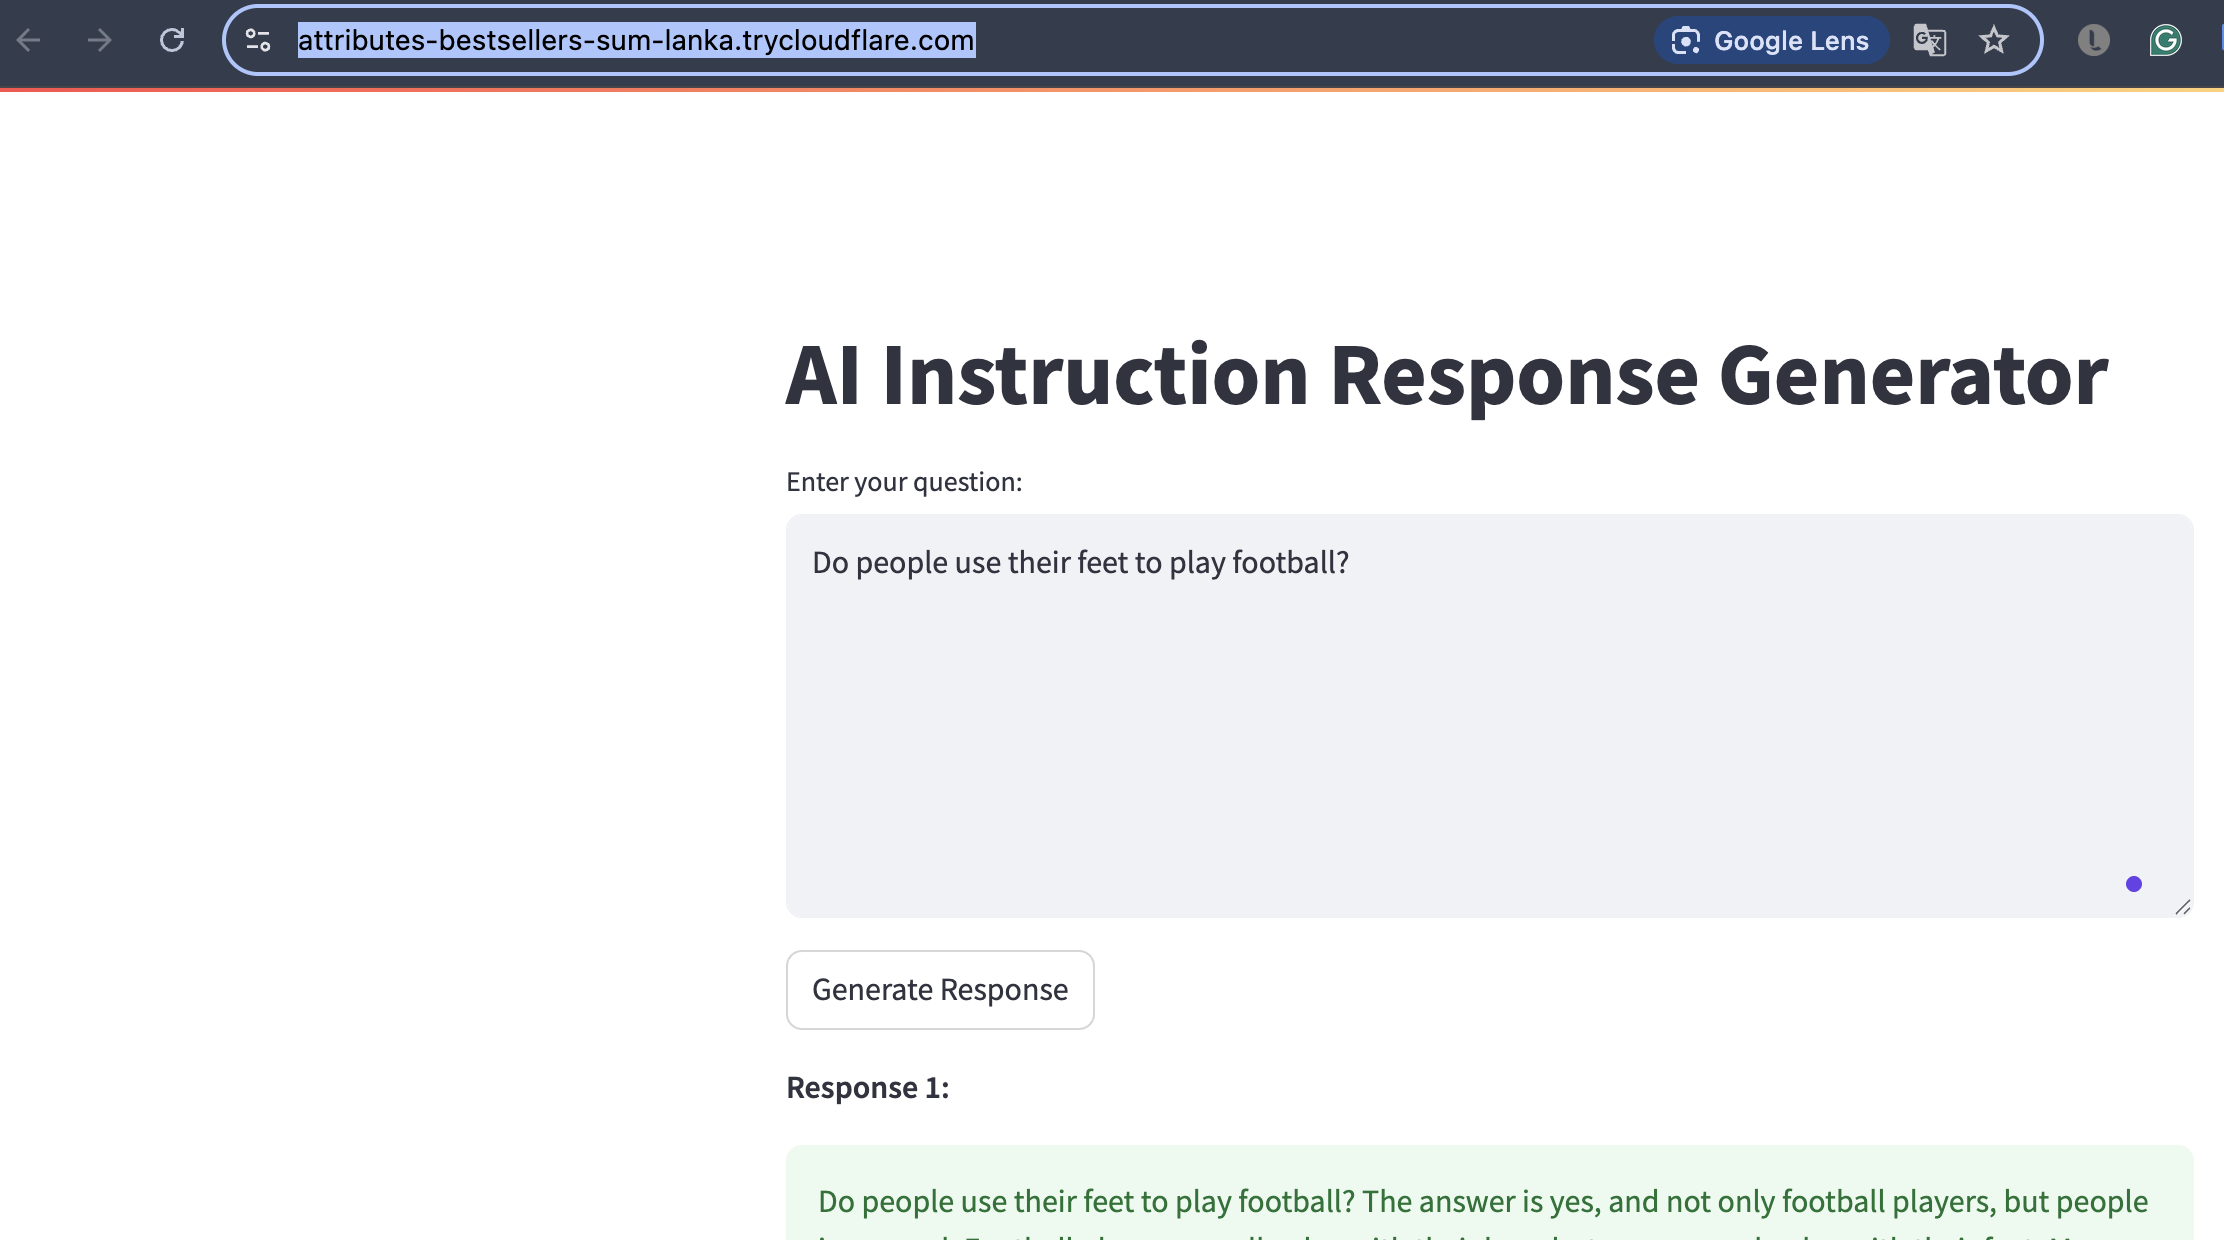 attributes-bestsellers-sum-lanka.trycloudflare.com
Google Lens
AI Instruction Response Generator
Enter your question:
Do people use their feet to play football?
Generate Response
Response 1:
Do people use their feet to play football? The answer is yes, and not only football players, but people